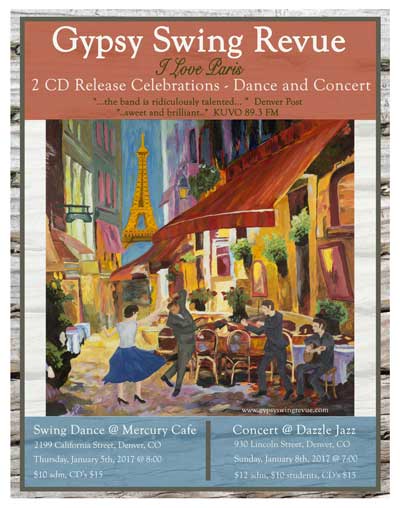 Gypsy Swing Revue
I Love Paris
2 CD Release Celebrations - Dance and Concert
"...the band is ridiculously talented... " Denver Post
"..sweet and brilliant.." KUVO 89.3 FM
www.gypsyswingrevue.com
Swing Dance @ Mercury Cafe
2199 California Street, Denver, CO
Thursday, January 5th, 2017 @ 8:00
$10 adm, CD's $15
Concert @ Dazzle Jazz
930 Lincoln Street, Denver, CO
Sunday, January 8th, 2017 @ 7:00
$12 adm, $10 students, CD's $15